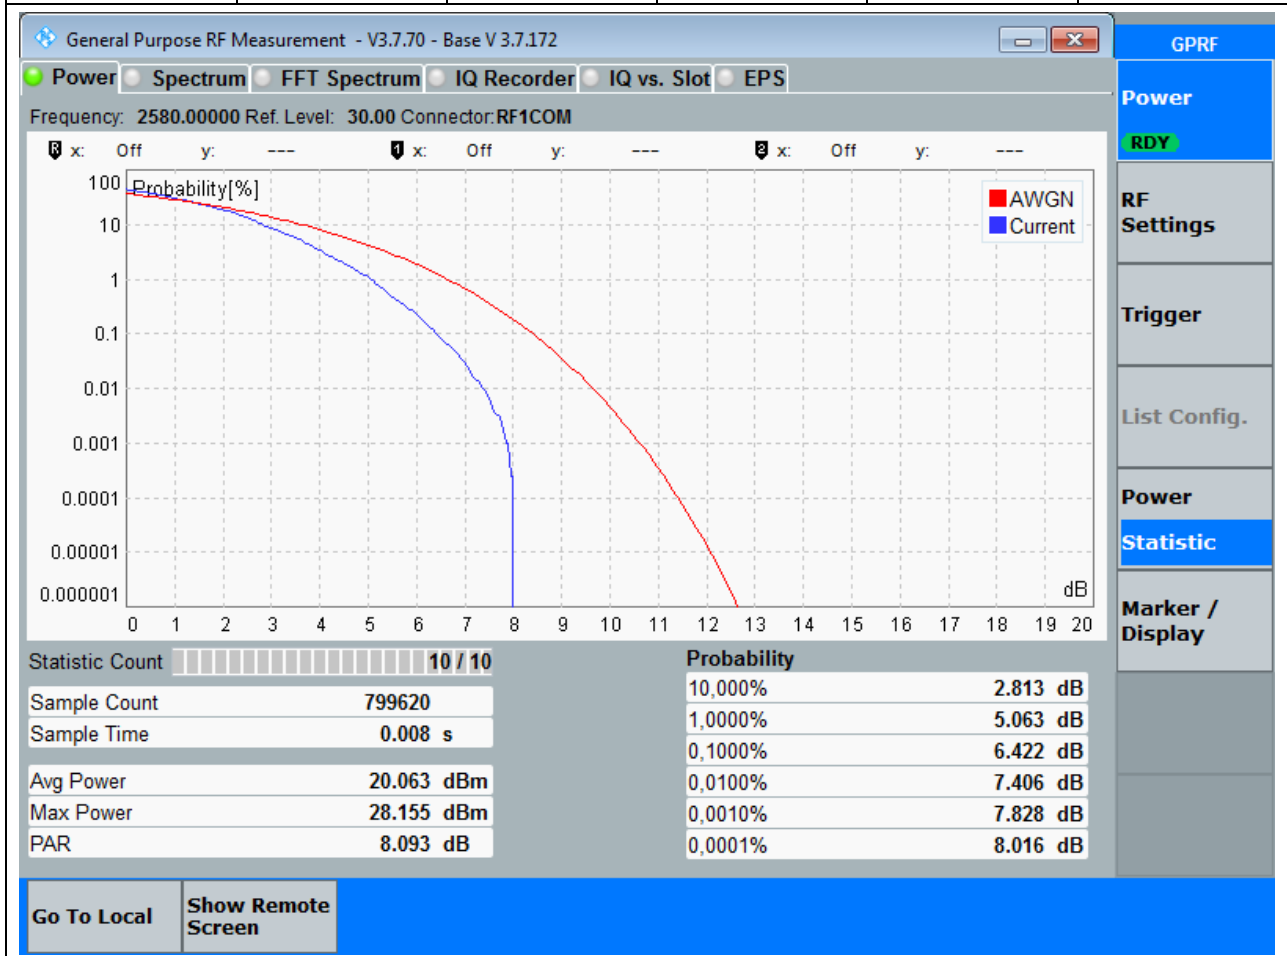 General Purpose RF Measurement - V3.7.70 - Base V 3.7.172
GPRF
Power Spectrum FFT Spectrum IQ Recorder IQ vs. Slot EPS
Frequency: 2580.00000 Ref. Level: 30.00 Connector:RF1COM
R x: Off y: --- 1 x: Off y: --- 2 x: Off y: ---
Probability[%]
100
10
1
0.1
0.01
0.001
0.0001
0.00001
0.000001
AWGN
Current
dB
0 1 2 3 4 5 6 7 8 9 10 11 12 13 14 15 16 17 18 19 20
Statistic Count 10 / 10
Sample Count 799620
Sample Time 0.008 s
Avg Power 20.063 dBm
Max Power 28.155 dBm
PAR 8.093 dB
Probability
10,000% 2.813 dB
1,0000% 5.063 dB
0,1000% 6.422 dB
0,0100% 7.406 dB
0,0010% 7.828 dB
0,0001% 8.016 dB
Power
RDY
RF
Settings
Trigger
List Config.
Power
Statistic
Marker /
Display
Go To Local
Show Remote
Screen